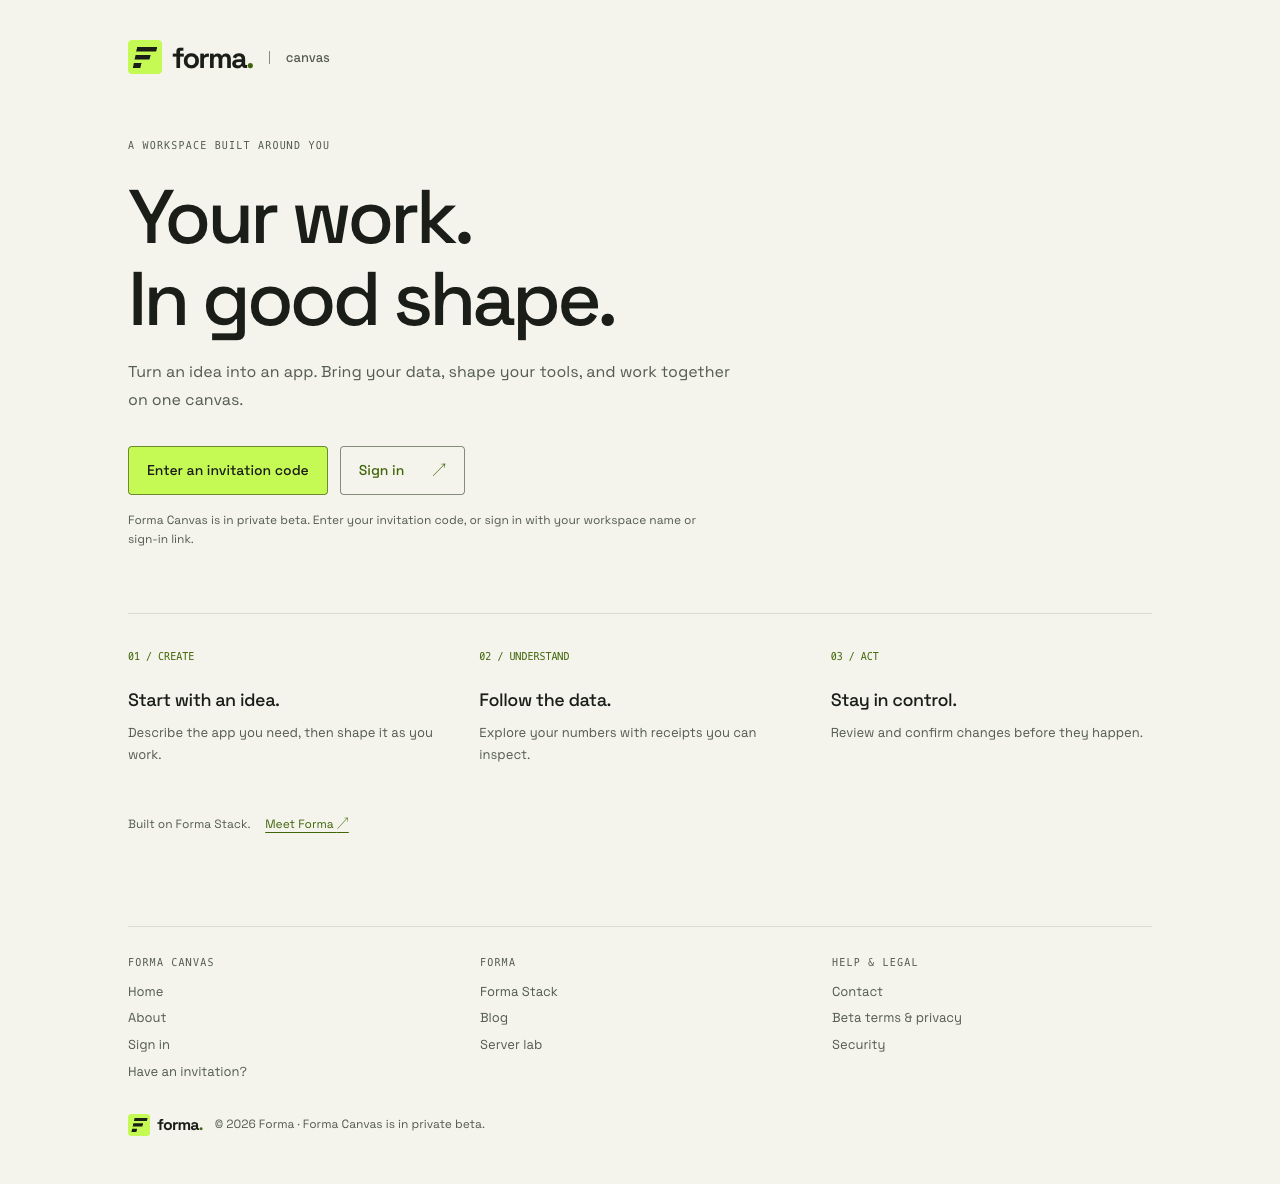 forma. | canvas
A WORKSPACE BUILT AROUND YOU
Your work.
In good shape.
Turn an idea into an app. Bring your data, shape your tools, and work together
on one canvas.
Enter an invitation code
Sign in ↗
Forma Canvas is in private beta. Enter your invitation code, or sign in with your workspace name or
sign-in link.
01 / CREATE
Start with an idea.
Describe the app you need, then shape it as you
work.
02 / UNDERSTAND
Follow the data.
Explore your numbers with receipts you can
inspect.
03 / ACT
Stay in control.
Review and confirm changes before they happen.
Built on Forma Stack. Meet Forma ↗
FORMA CANVAS
Home
About
Sign in
Have an invitation?
FORMA
Forma Stack
Blog
Server lab
HELP & LEGAL
Contact
Beta terms & privacy
Security
forma. © 2026 Forma · Forma Canvas is in private beta.